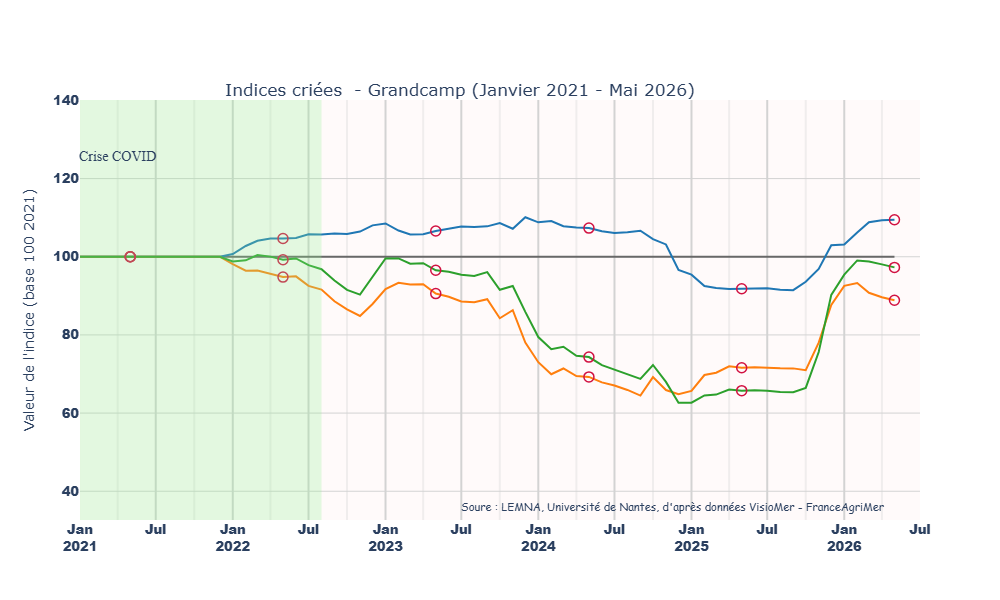 Indices criées  - Grandcamp (Janvier 2021 - Mai 2026)
Valeur de l'indice (base 100 2021)
140
120
100
80
60
40
Crise COVID
Soure : LEMNA, Université de Nantes, d'après données VisioMer - FranceAgriMer
Jan Jul Jan Jul Jan Jul Jan Jul Jan Jul Jan Jul
2021 2022 2023 2024 2025 2026